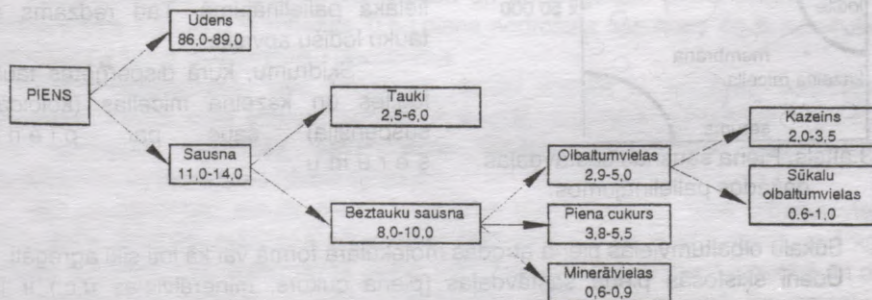 PIENS
Ūdens
86,0-89,0
Sausna
11,0-14,0
Tauki
2,5-6,0
Beztauku sausna
8,0-10,0
Olbaltumvielas
2,9-5,0
Piena cukurs
3,8-5,5
Minerālvielas
0,6-0,9
Kazeīns
2,0-3,5
Sūkalu
olbaltumvielas
0.6-1.0